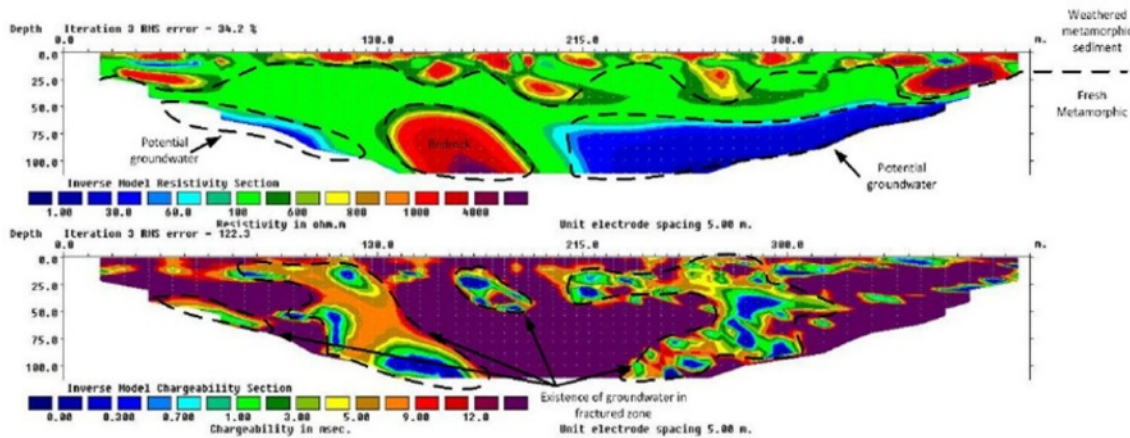 Depth Iteration 3 RMS error - 34.2 %
0.0 130.0 215.0 300.0 m.
0.0
25.0
50.0
75.0
100.0
Weathered
metamorphic
sediment
Fresh
Metamorphic
Potential
groundwater
Bedrock
Potential
groundwater
Inverse Model Resistivity Section
1.00 30.0 60.0 100 600 800 1000 4000
Resistivity in ohm.m
Unit electrode spacing 5.00 m.
Depth Iteration 3 RMS error - 122.3
0.0 130.0 215.0 300.0 m.
0.0
25.0
50.0
75.0
100.0
Inverse Model Chargeability Section
0.00 0.300 0.700 1.00 3.00 5.00 9.00 12.0
Chargeability in msec.
Existence of groundwater in
fractured zone
Unit electrode spacing 5.00 m.